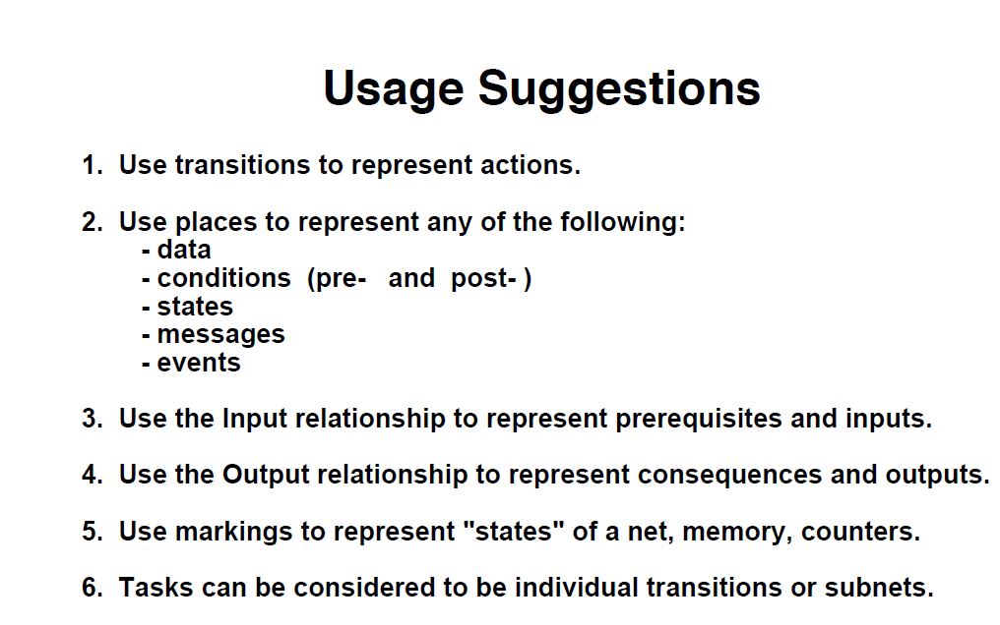 Usage Suggestions
1. Use transitions to represent actions.
2. Use places to represent any of the following:
- data
- conditions (pre- and post- )
- states
- messages
- events
3. Use the Input relationship to represent prerequisites and inputs.
4. Use the Output relationship to represent consequences and outputs.
5. Use markings to represent "states" of a net, memory, counters.
6. Tasks can be considered to be individual transitions or subnets.